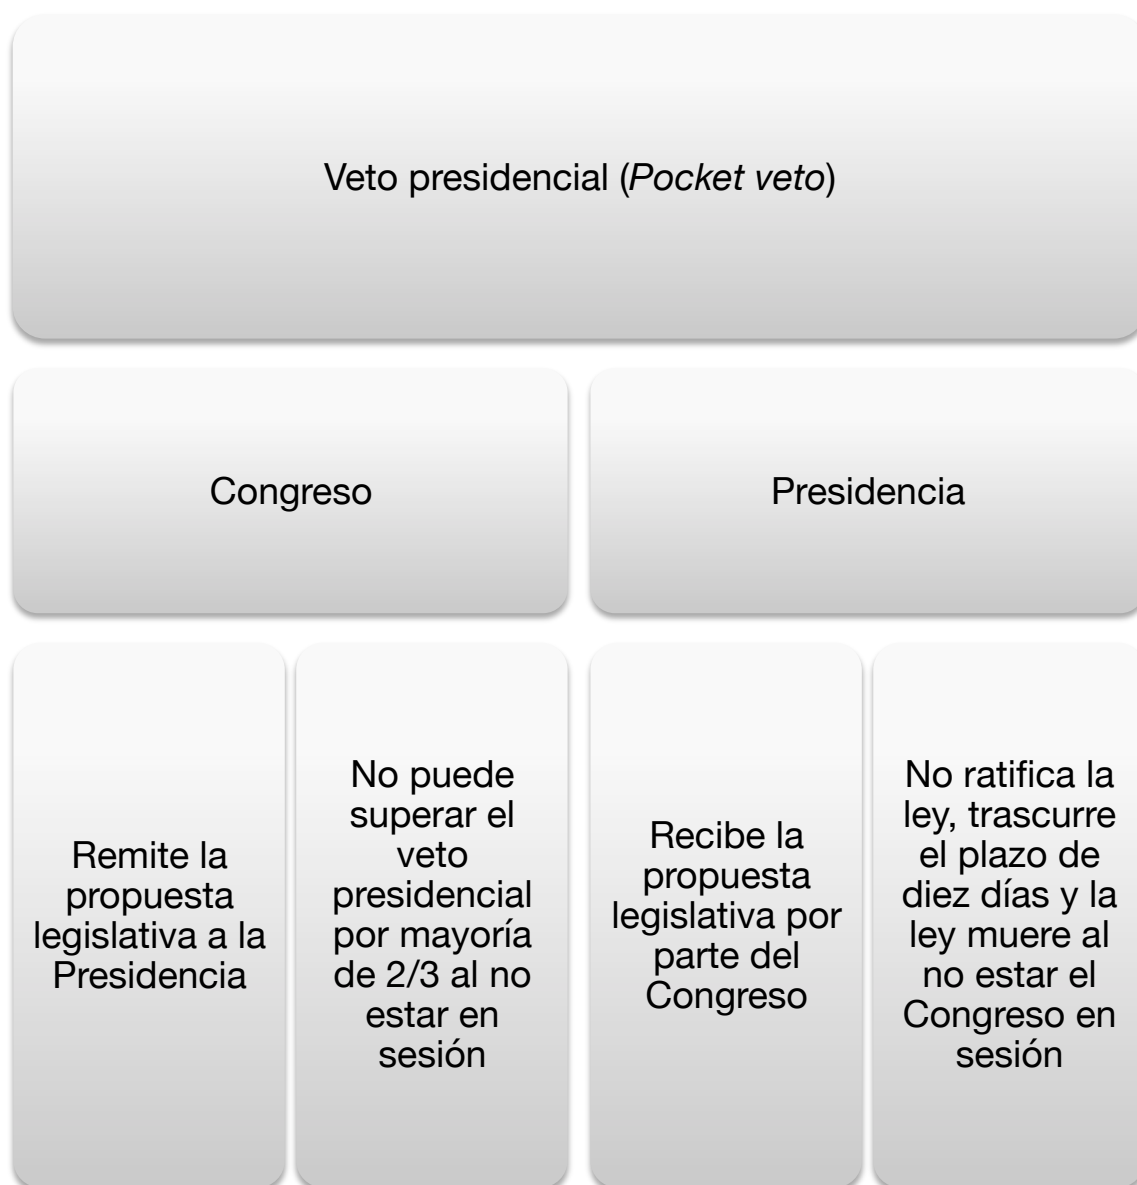 Veto presidencial (Pocket veto)
Congreso
Presidencia
Remite la
propuesta
legislativa a la
Presidencia
No puede
superar el
veto
presidencial
por mayoría
de 2/3 al no
estar en
sesión
Recibe la
propuesta
legislativa por
parte del
Congreso
No ratifica la
ley, trascurre
el plazo de
diez días y la
ley muere al
no estar el
Congreso en
sesión